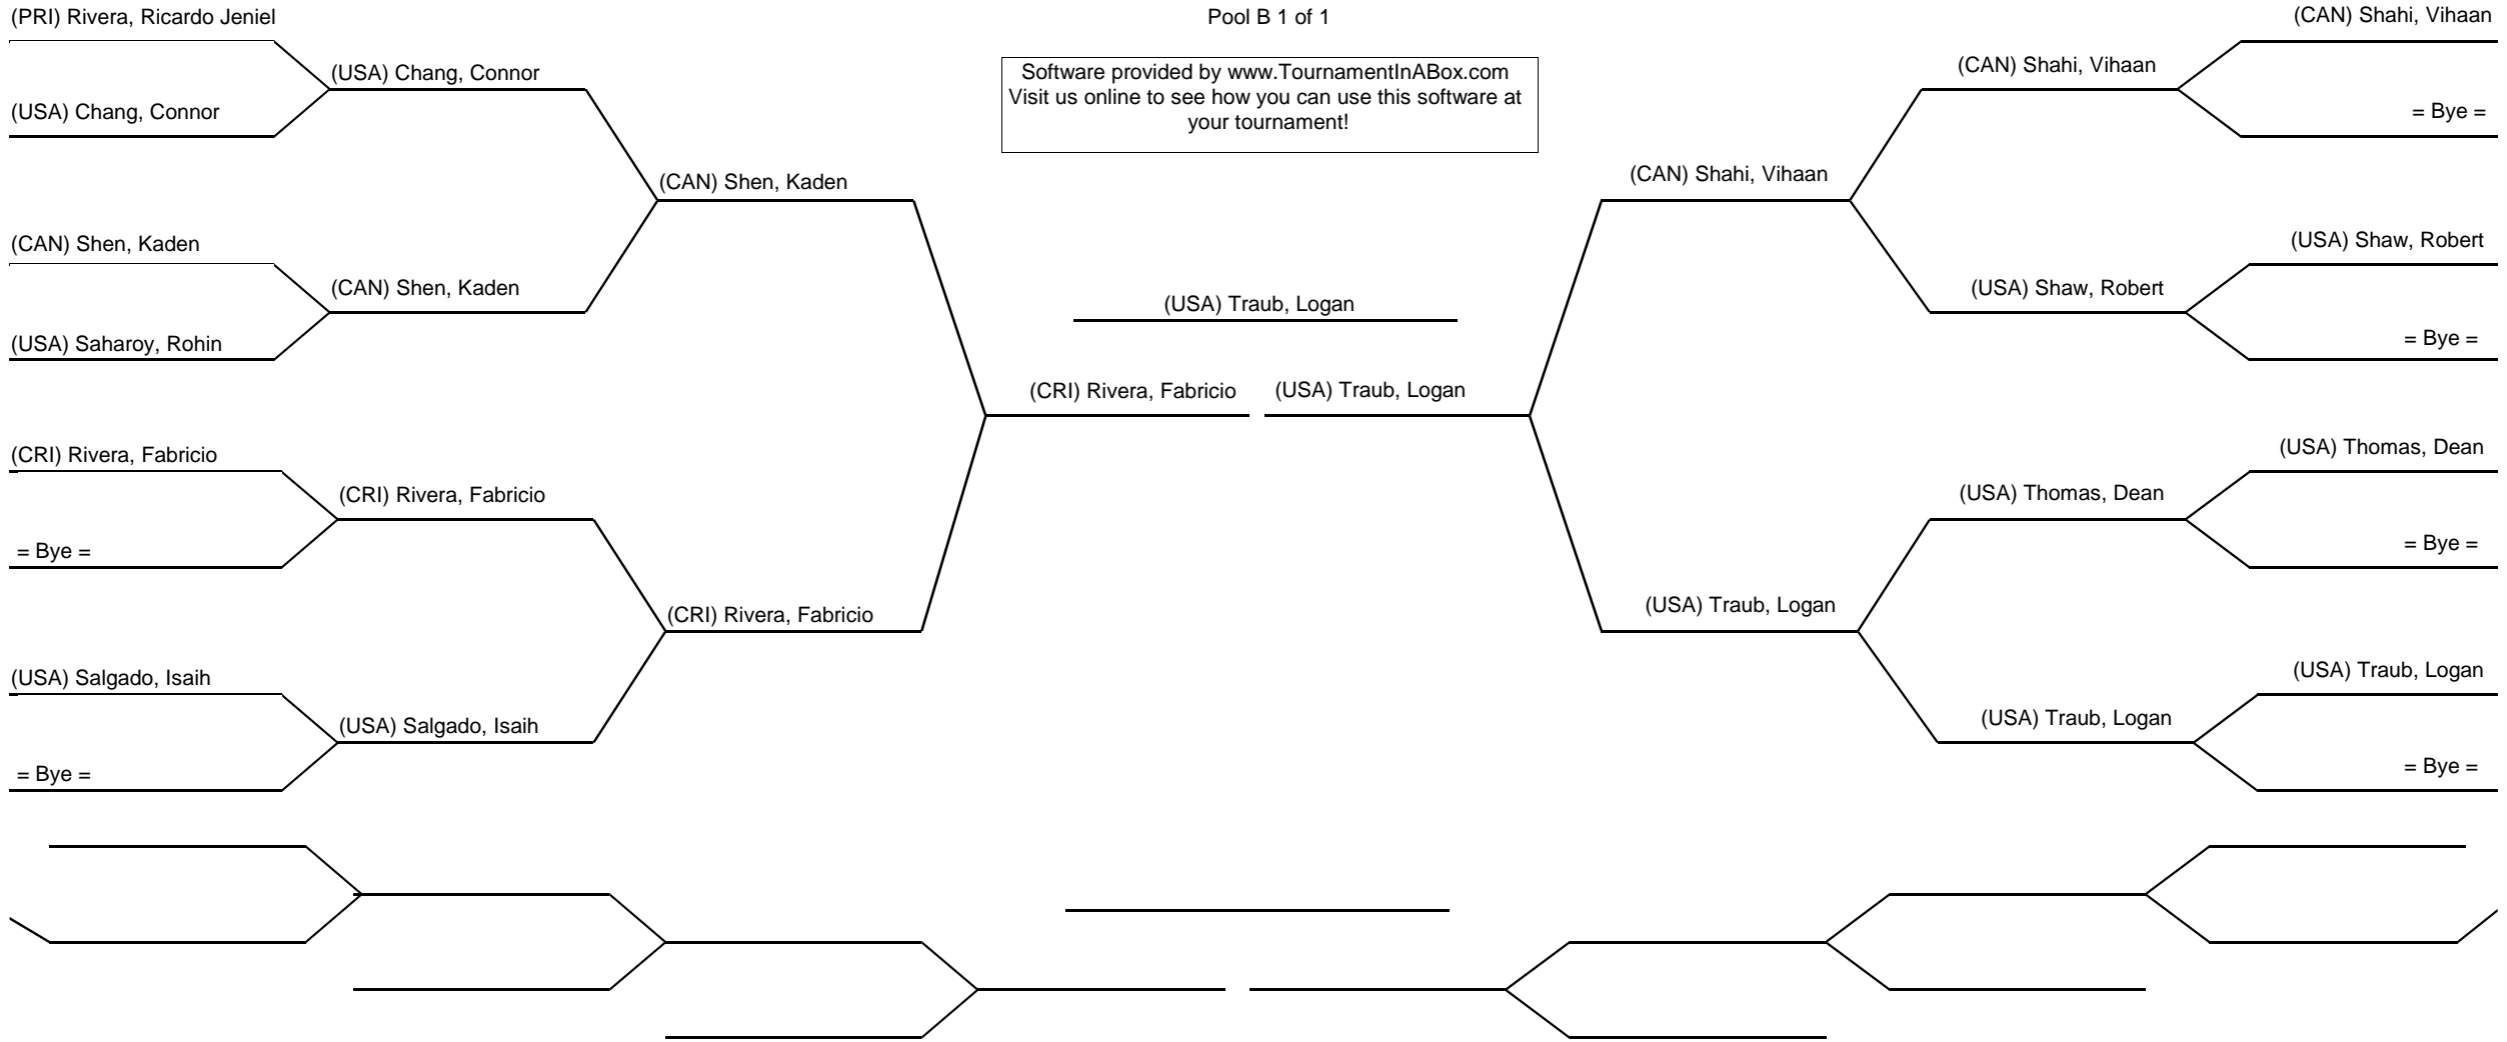 (PRI) Rivera, Ricardo Jeniel
Pool B 1 of 1
(CAN) Shahi, Vihaan
Software provided by www.TournamentInABox.com
Visit us online to see how you can use this software at
your tournament!
(USA) Chang, Connor
(CAN) Shahi, Vihaan
(USA) Chang, Connor
= Bye =
(CAN) Shen, Kaden
(CAN) Shahi, Vihaan
(CAN) Shen, Kaden
(USA) Shaw, Robert
(CAN) Shen, Kaden
(USA) Traub, Logan
(USA) Shaw, Robert
(USA) Saharoy, Rohin
= Bye =
(CRI) Rivera, Fabricio
(USA) Traub, Logan
(CRI) Rivera, Fabricio
(USA) Thomas, Dean
(CRI) Rivera, Fabricio
(USA) Thomas, Dean
= Bye =
= Bye =
(CRI) Rivera, Fabricio
(USA) Traub, Logan
(USA) Salgado, Isaih
(USA) Traub, Logan
(USA) Salgado, Isaih
(USA) Traub, Logan
= Bye =
= Bye =